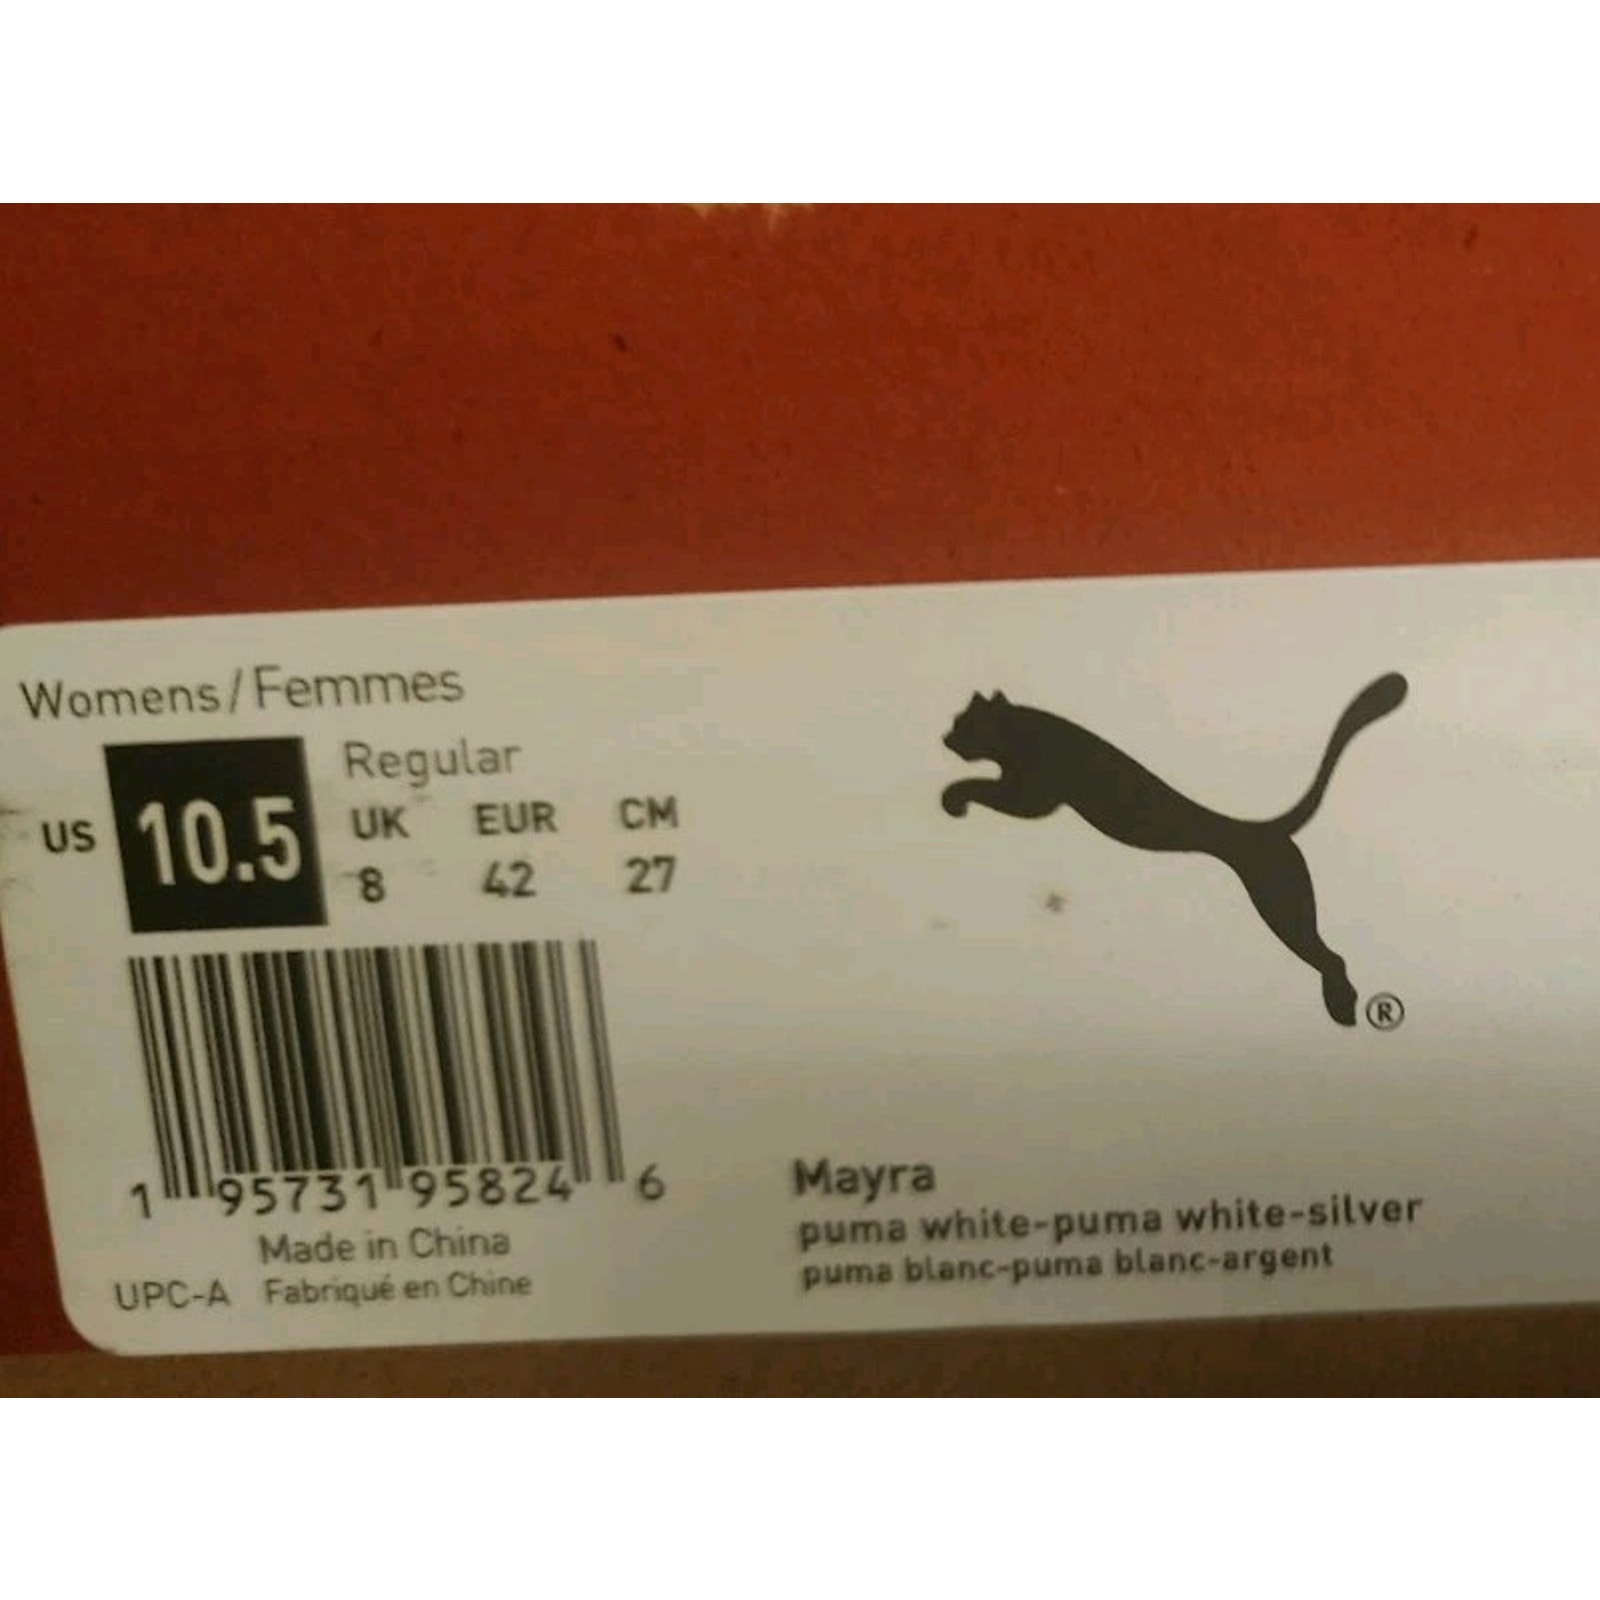 Womens/Femmes
Regular
US 10.5
UK EUR CM
8 42 27
1 95731 95824 6
Made in China
UPC-A Fabriqué en Chine
®
Mayra
puma white-puma white-silver
puma blanc-puma blanc-argent